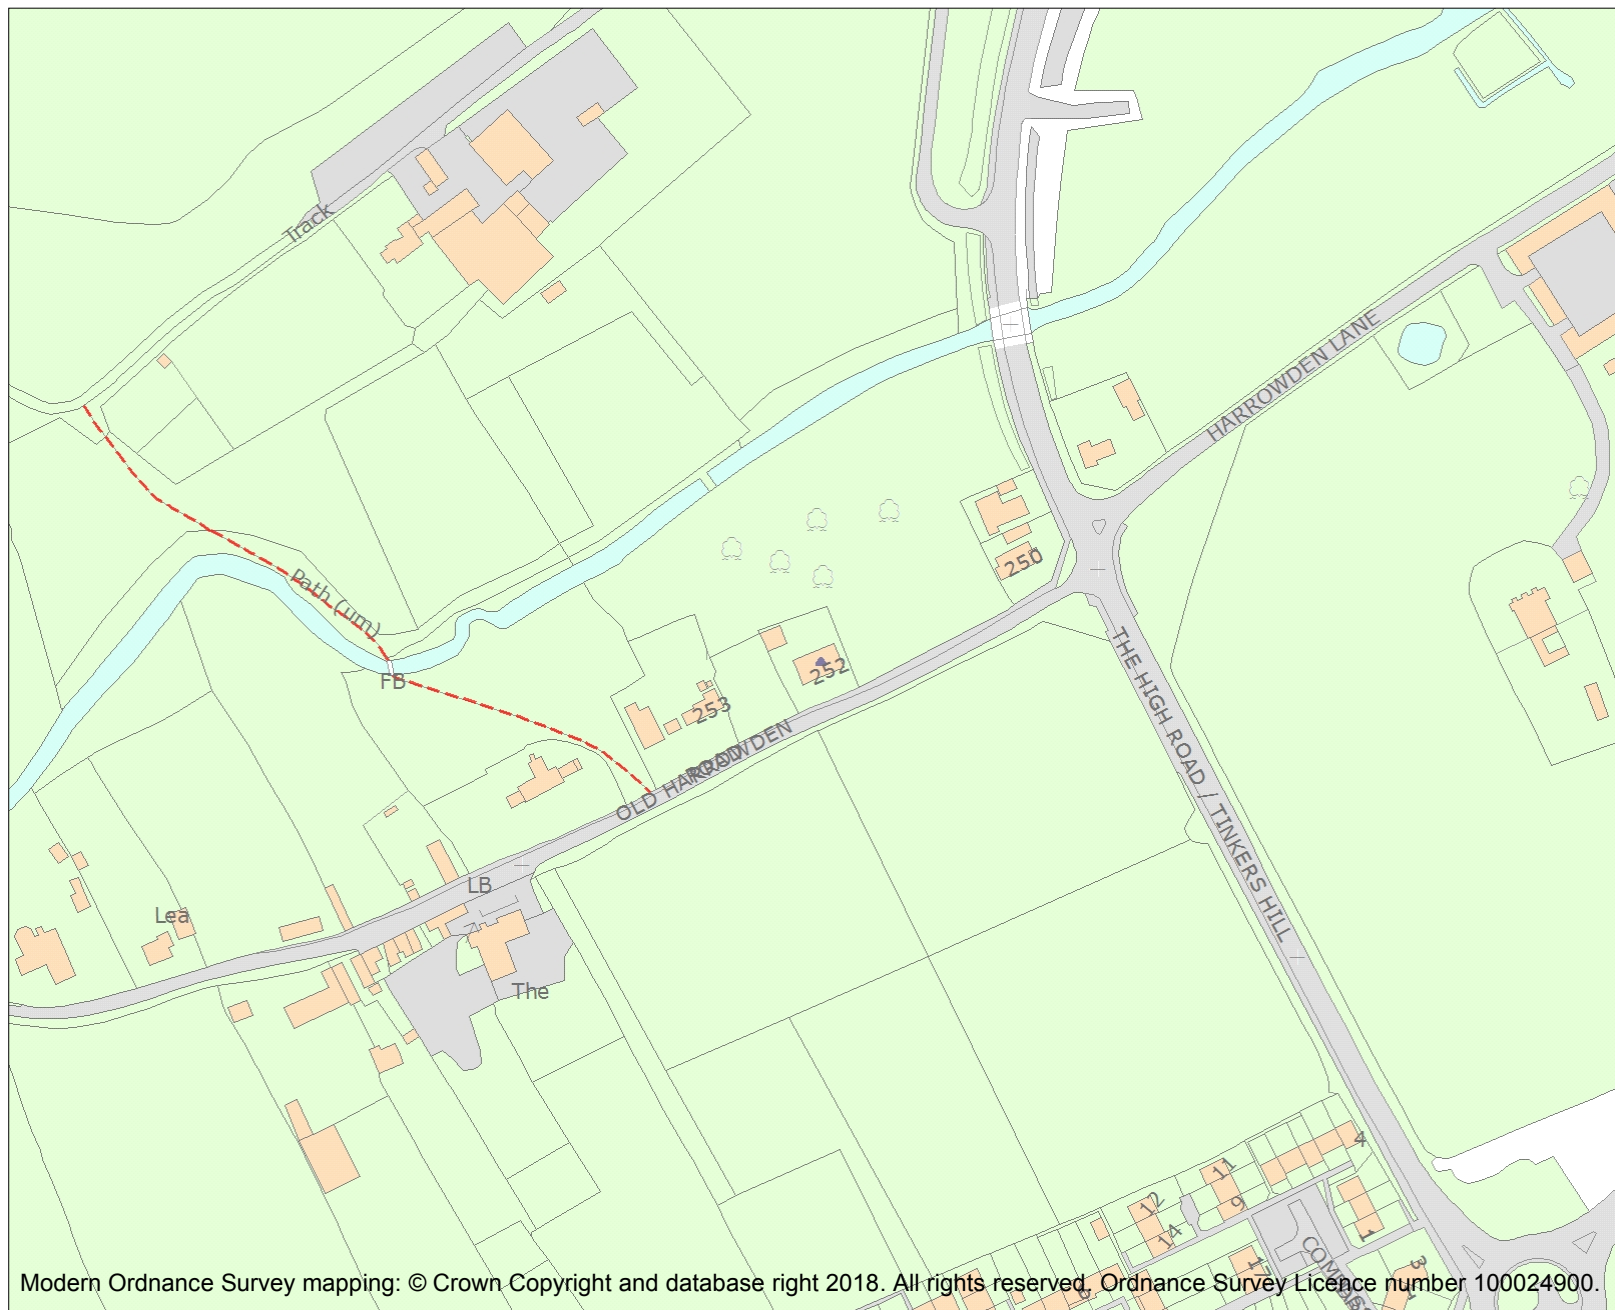 Track
HARROWDEN LANE
250
Path (um)
THE HIGH ROAD / TINKERS HILL
252
FB
253
OLD HARROWDEN
ROAD
LB
Lea
The
4
11
12
9
14
1
3
17
Modern Ordnance Survey mapping: © Crown Copyright and database right 2018. All rights reserved. Ordnance Survey Licence number 100024900.